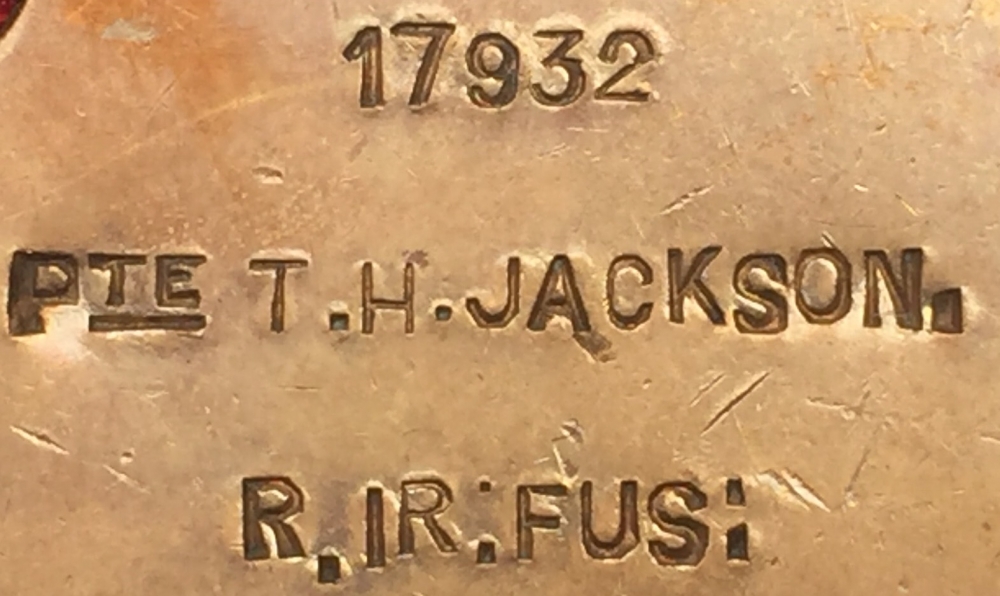 17932
PTE T.H.JACKSON.
R.IR:FUS: